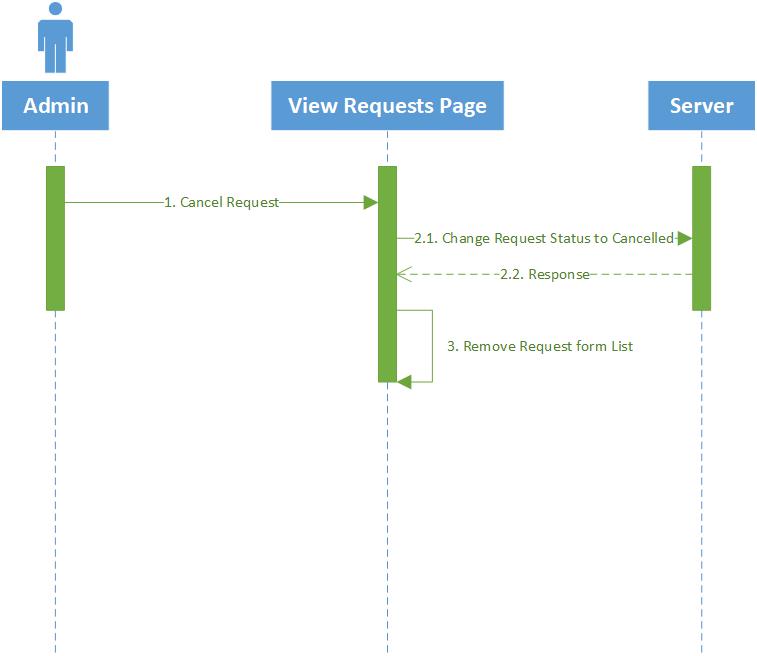 Admin
View Requests Page
Server
1. Cancel Request
2.1. Change Request Status to Cancelled
2.2. Response
3. Remove Request form List